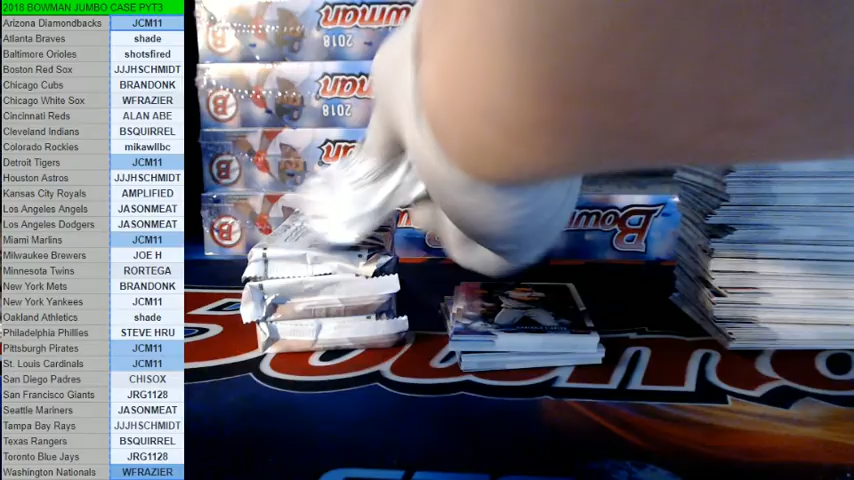 2018 BOWMAN JUMBO CASE PYT3
Arizona Diamondbacks JCM11
Atlanta Braves shade
Baltimore Orioles shotsfired
Boston Red Sox JJJHSCHMIDT
Chicago Cubs BRANDONK
Chicago White Sox WFRAZIER
Cincinnati Reds ALAN ABE
Cleveland Indians BSQUIRREL
Colorado Rockies mikawllbc
Detroit Tigers JCM11
Houston Astros JJJHSCHMIDT
Kansas City Royals AMPLIFIED
Los Angeles Angels JASONMEAT
Los Angeles Dodgers JASONMEAT
Miami Marlins JCM11
Milwaukee Brewers JOE H
Minnesota Twins RORTEGA
New York Mets BRANDONK
New York Yankees JCM11
Oakland Athletics shade
Philadelphia Phillies STEVE HRU
Pittsburgh Pirates JCM11
St. Louis Cardinals JCM11
San Diego Padres CHISOX
San Francisco Giants JRG1128
Seattle Mariners JASONMEAT
Tampa Bay Rays JJJHSCHMIDT
Texas Rangers BSQUIRREL
Toronto Blue Jays JRG1128
Washington Nationals WFRAZIER
Bowman
2018
B
2018
B
B
B
Bowman